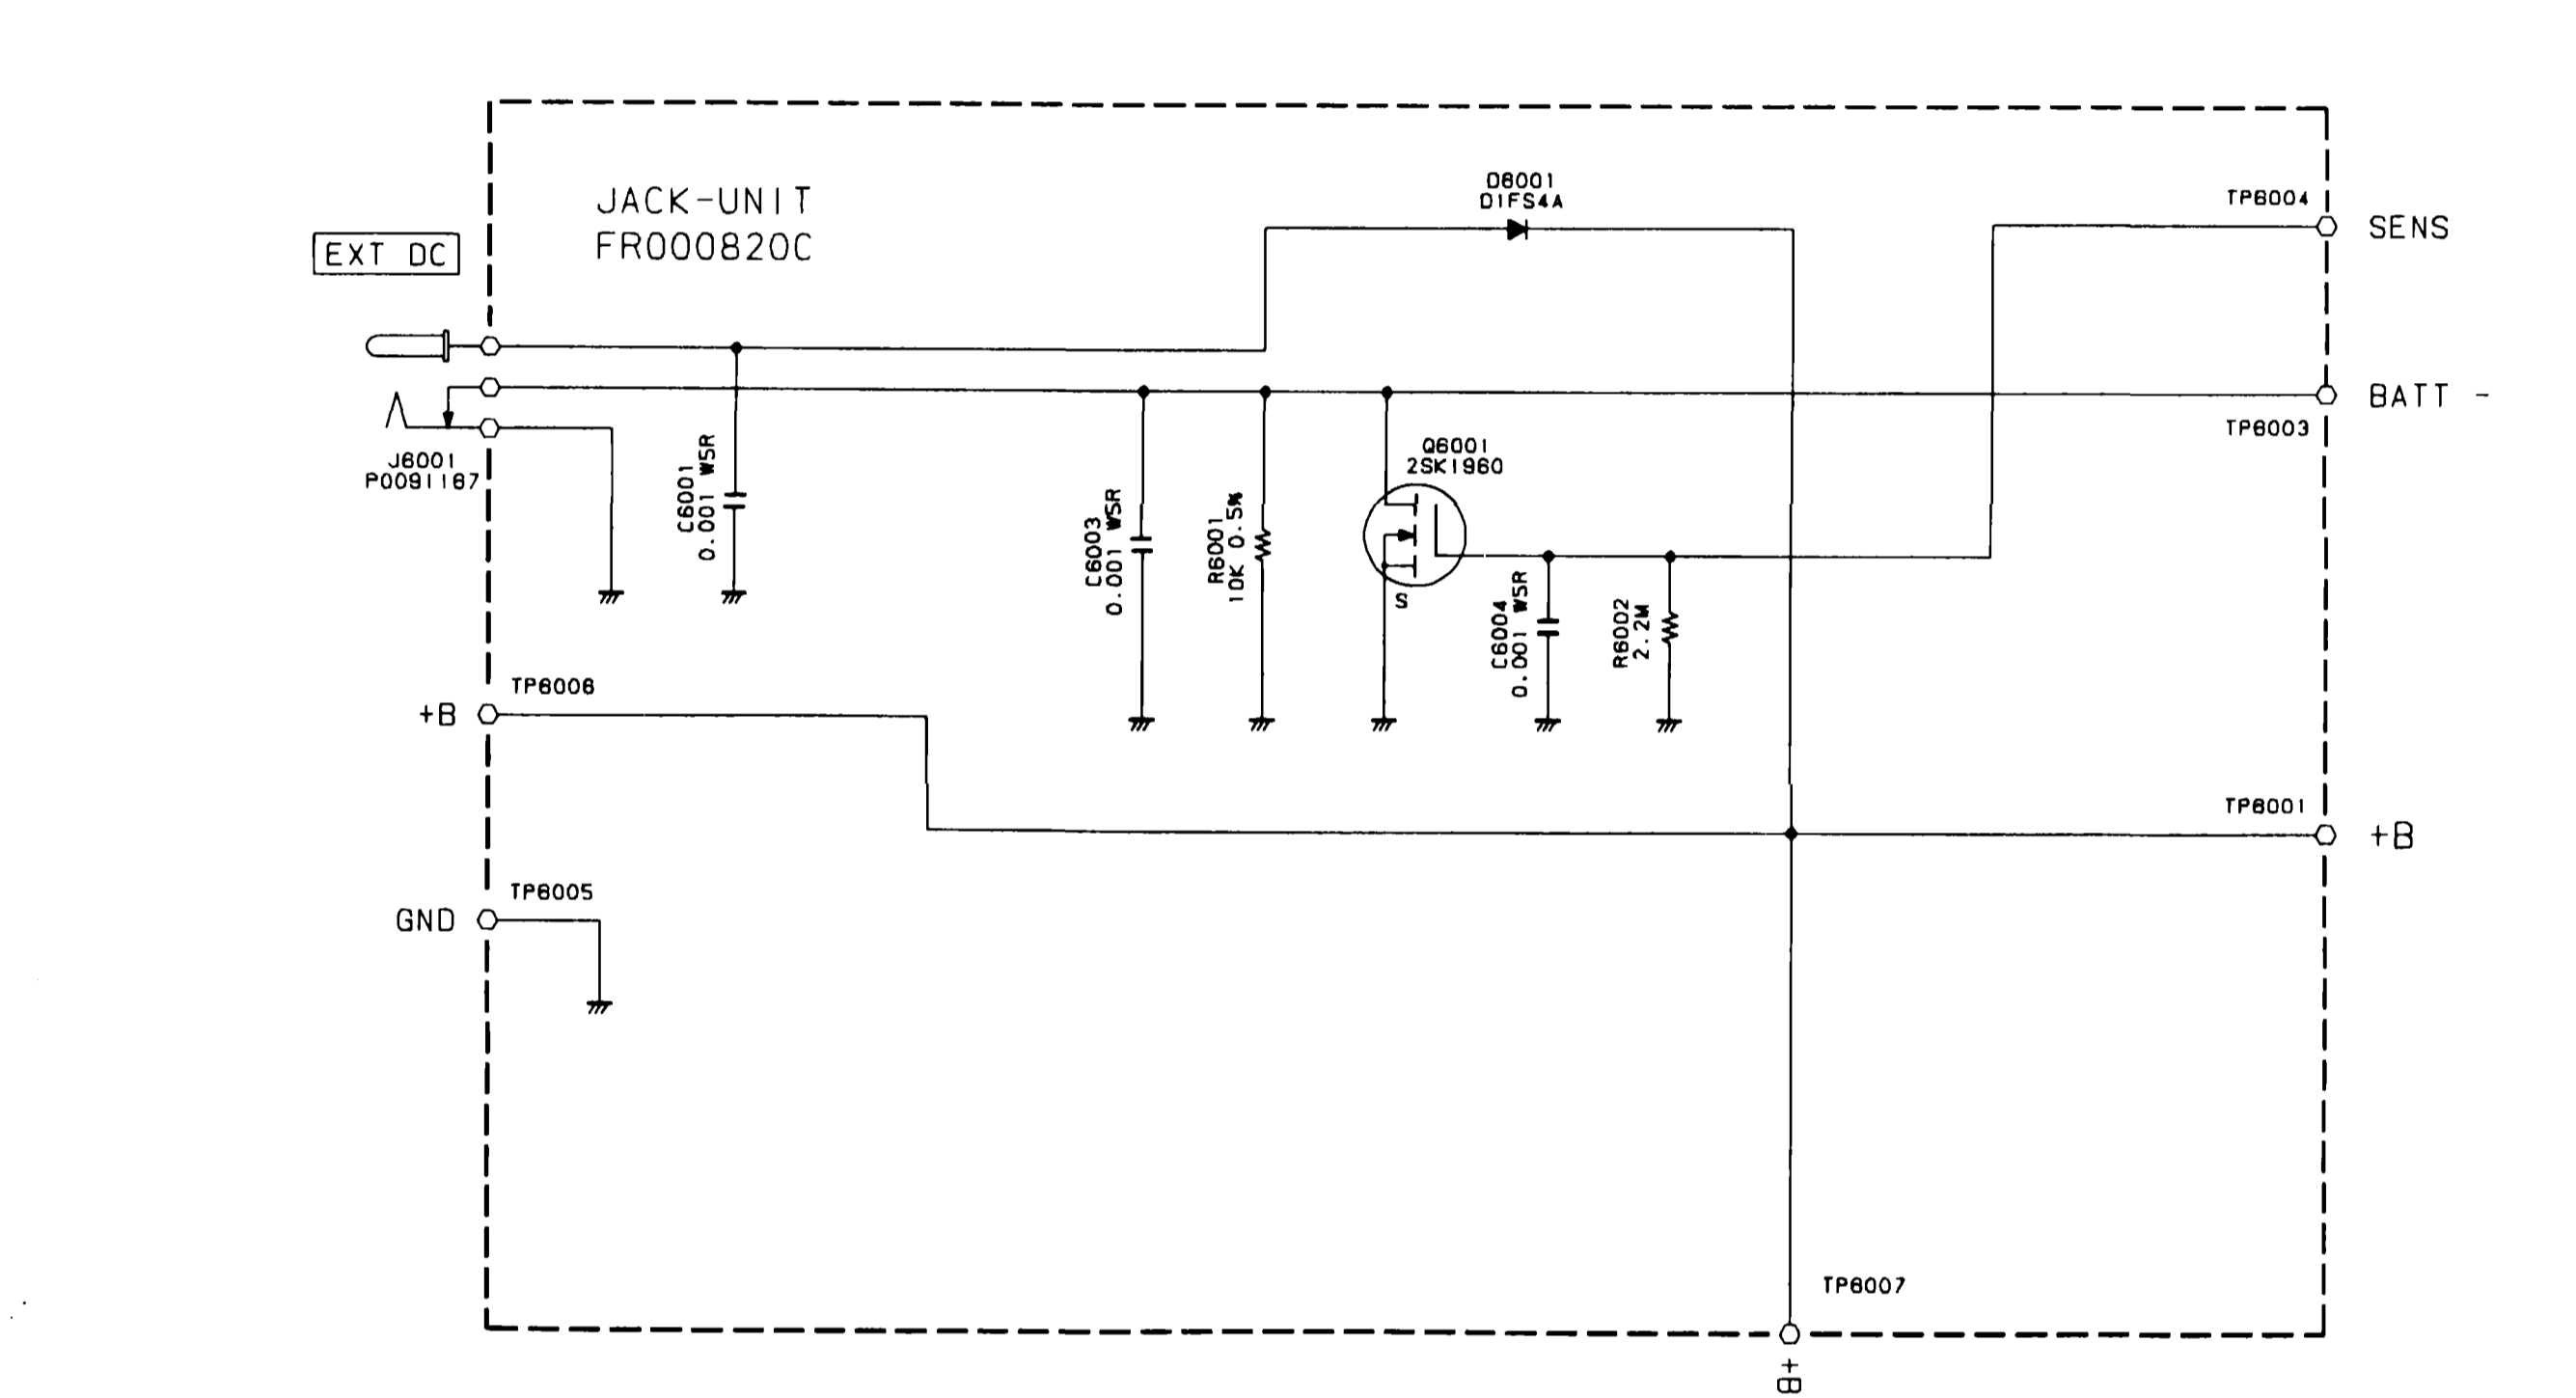 JACK-UNIT
FR000820C
EXT DC
D6001
D1FS4A
TP6004
SENS
BATT -
TP6003
J6001
P0091167
C6001
0.001 W5R
C6003
0.001 W5R
R6001
10K 0.5%
Q6001
2SK1960
S
C6004
0.001 W5R
R6002
2.2M
TP6006
+B
TP6001
+B
TP6005
GND
TP6007
+B